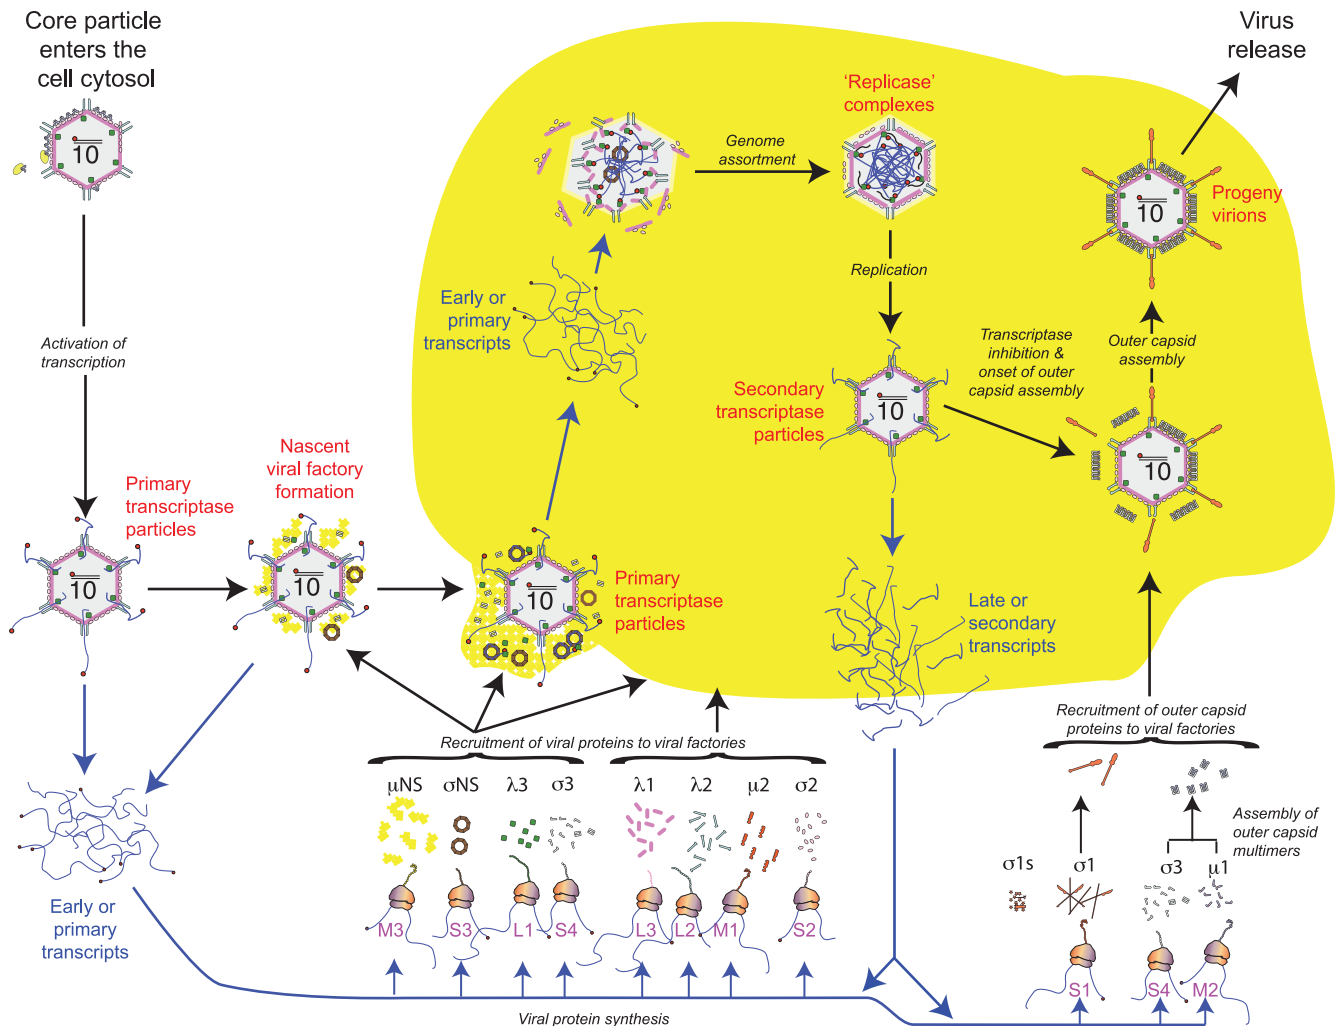 Core particle
enters the
cell cytosol
10
Activation of
transcription
Primary
transcriptase
particles
10
Nascent
viral factory
formation
10
Early or
primary
transcripts
Early or
primary
transcripts
Primary
transcriptase
particles
10
Genome
assortment
'Replicase'
complexes
Replication
Secondary
transcriptase
particles
10
Transcriptase
inhibition &
onset of outer
capsid assembly
Late or
secondary
transcripts
Virus
release
Progeny
virions
10
Outer capsid
assembly
10
Recruitment of viral proteins to viral factories
μNS σNS λ3 σ3 λ1 λ2 μ2 σ2
M3 S3 L1 S4 L3 L2 M1 S2
Viral protein synthesis
Recruitment of outer capsid
proteins to viral factories
Assembly of
outer capsid
multimers
σ1s σ1 σ3 μ1
S1 S4 M2